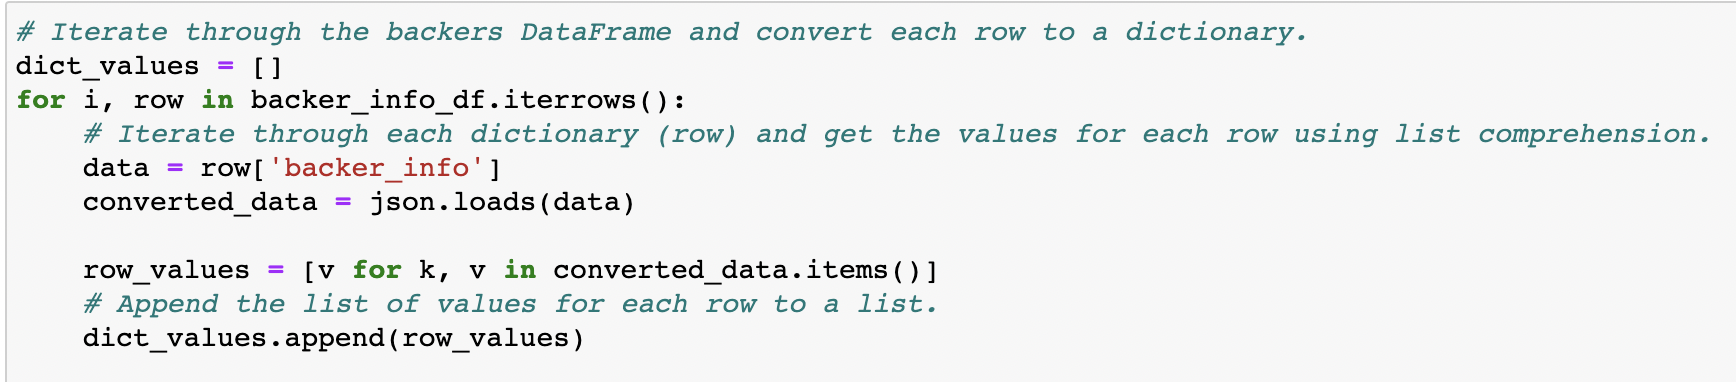 # Iterate through the backers DataFrame and convert each row to a dictionary.
dict_values = []
for i, row in backer_info_df.iterrows():
    # Iterate through each dictionary (row) and get the values for each row using list comprehension.
    data = row['backer_info']
    converted_data = json.loads(data)

    row_values = [v for k, v in converted_data.items()]
    # Append the list of values for each row to a list.
    dict_values.append(row_values)